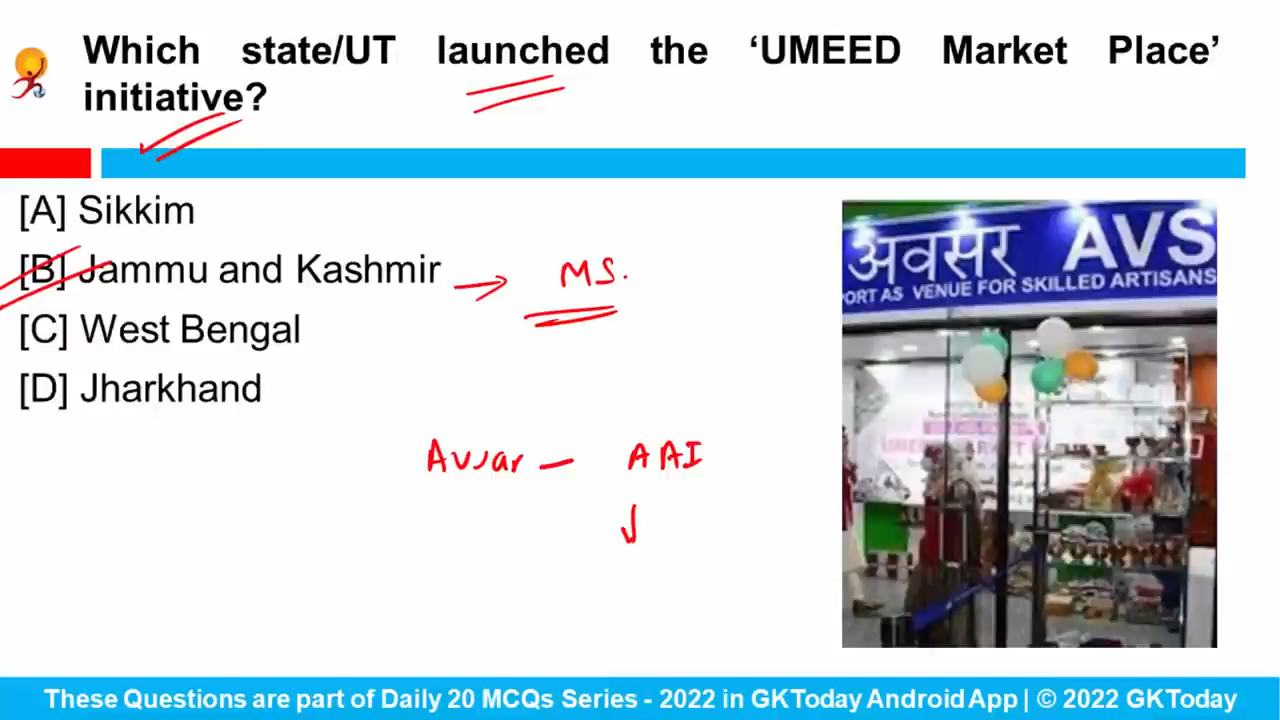 Which state/UT launched the ‘UMEED Market Place’
initiative?
[A] Sikkim
[B] Jammu and Kashmir
MS.
[C] West Bengal
[D] Jharkhand
Avsar – AAI
अवसर AVS
PORT AS VENUE FOR SKILLED ARTISANS
These Questions are part of Daily 20 MCQs Series - 2022 in GKToday Android App | © 2022 GKToday